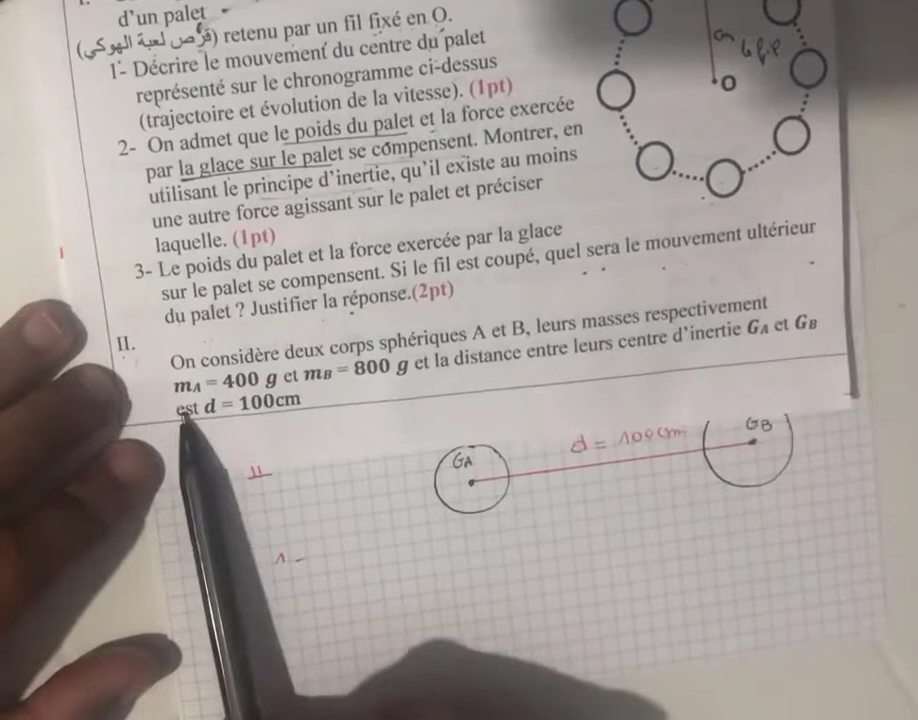 d'un palet
(قرص لعبة الهوكي) retenu par un fil fixé en O.
1- Décrire le mouvement du centre du palet
représenté sur le chronogramme ci-dessus
(trajectoire et évolution de la vitesse). (1pt)
2- On admet que le poids du palet et la force exercée
par la glace sur le palet se compensent. Montrer, en
utilisant le principe d'inertie, qu'il existe au moins
une autre force agissant sur le palet et préciser
laquelle. (1pt)
3- Le poids du palet et la force exercée par la glace
sur le palet se compensent. Si le fil est coupé, quel sera le mouvement ultérieur
du palet ? Justifier la réponse.(2pt)
O
II.
On considère deux corps sphériques A et B, leurs masses respectivement
mA = 400 g et mB = 800 g et la distance entre leurs centre d'inertie GA et GB
est d = 100cm
II
GA
d = 100cm
GB
1-